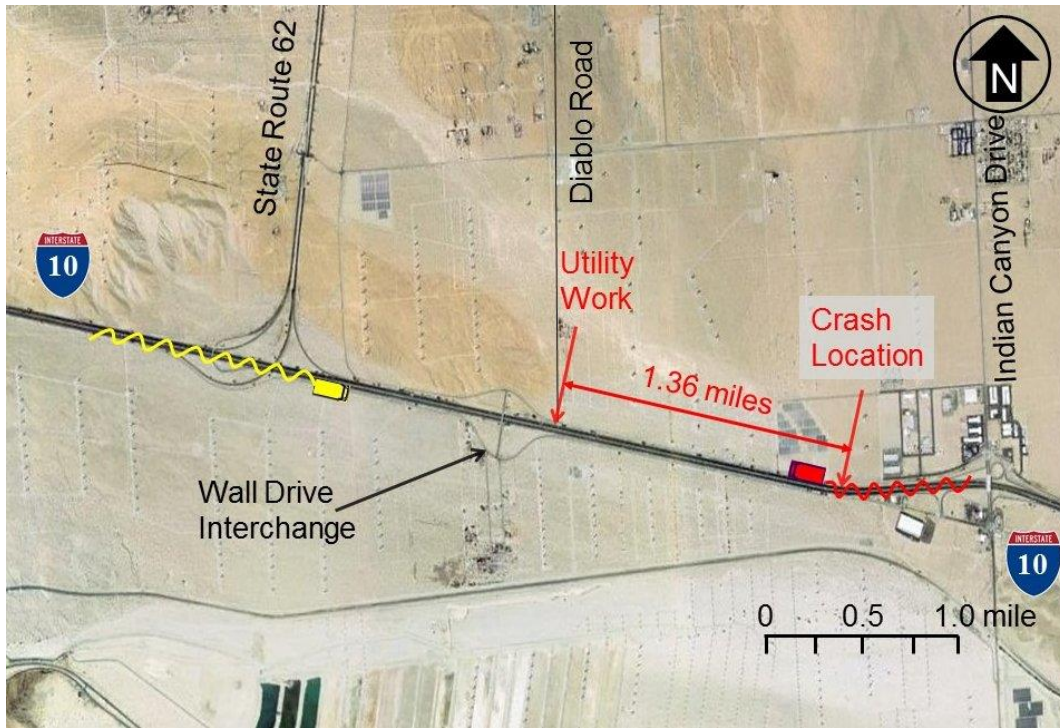 State Route 62
Diablo Road
Indian Canyon Drive
N
INTERSTATE
10
Utility
Work
Crash
Location
1.36 miles
Wall Drive
Interchange
INTERSTATE
10
0 0.5 1.0 mile